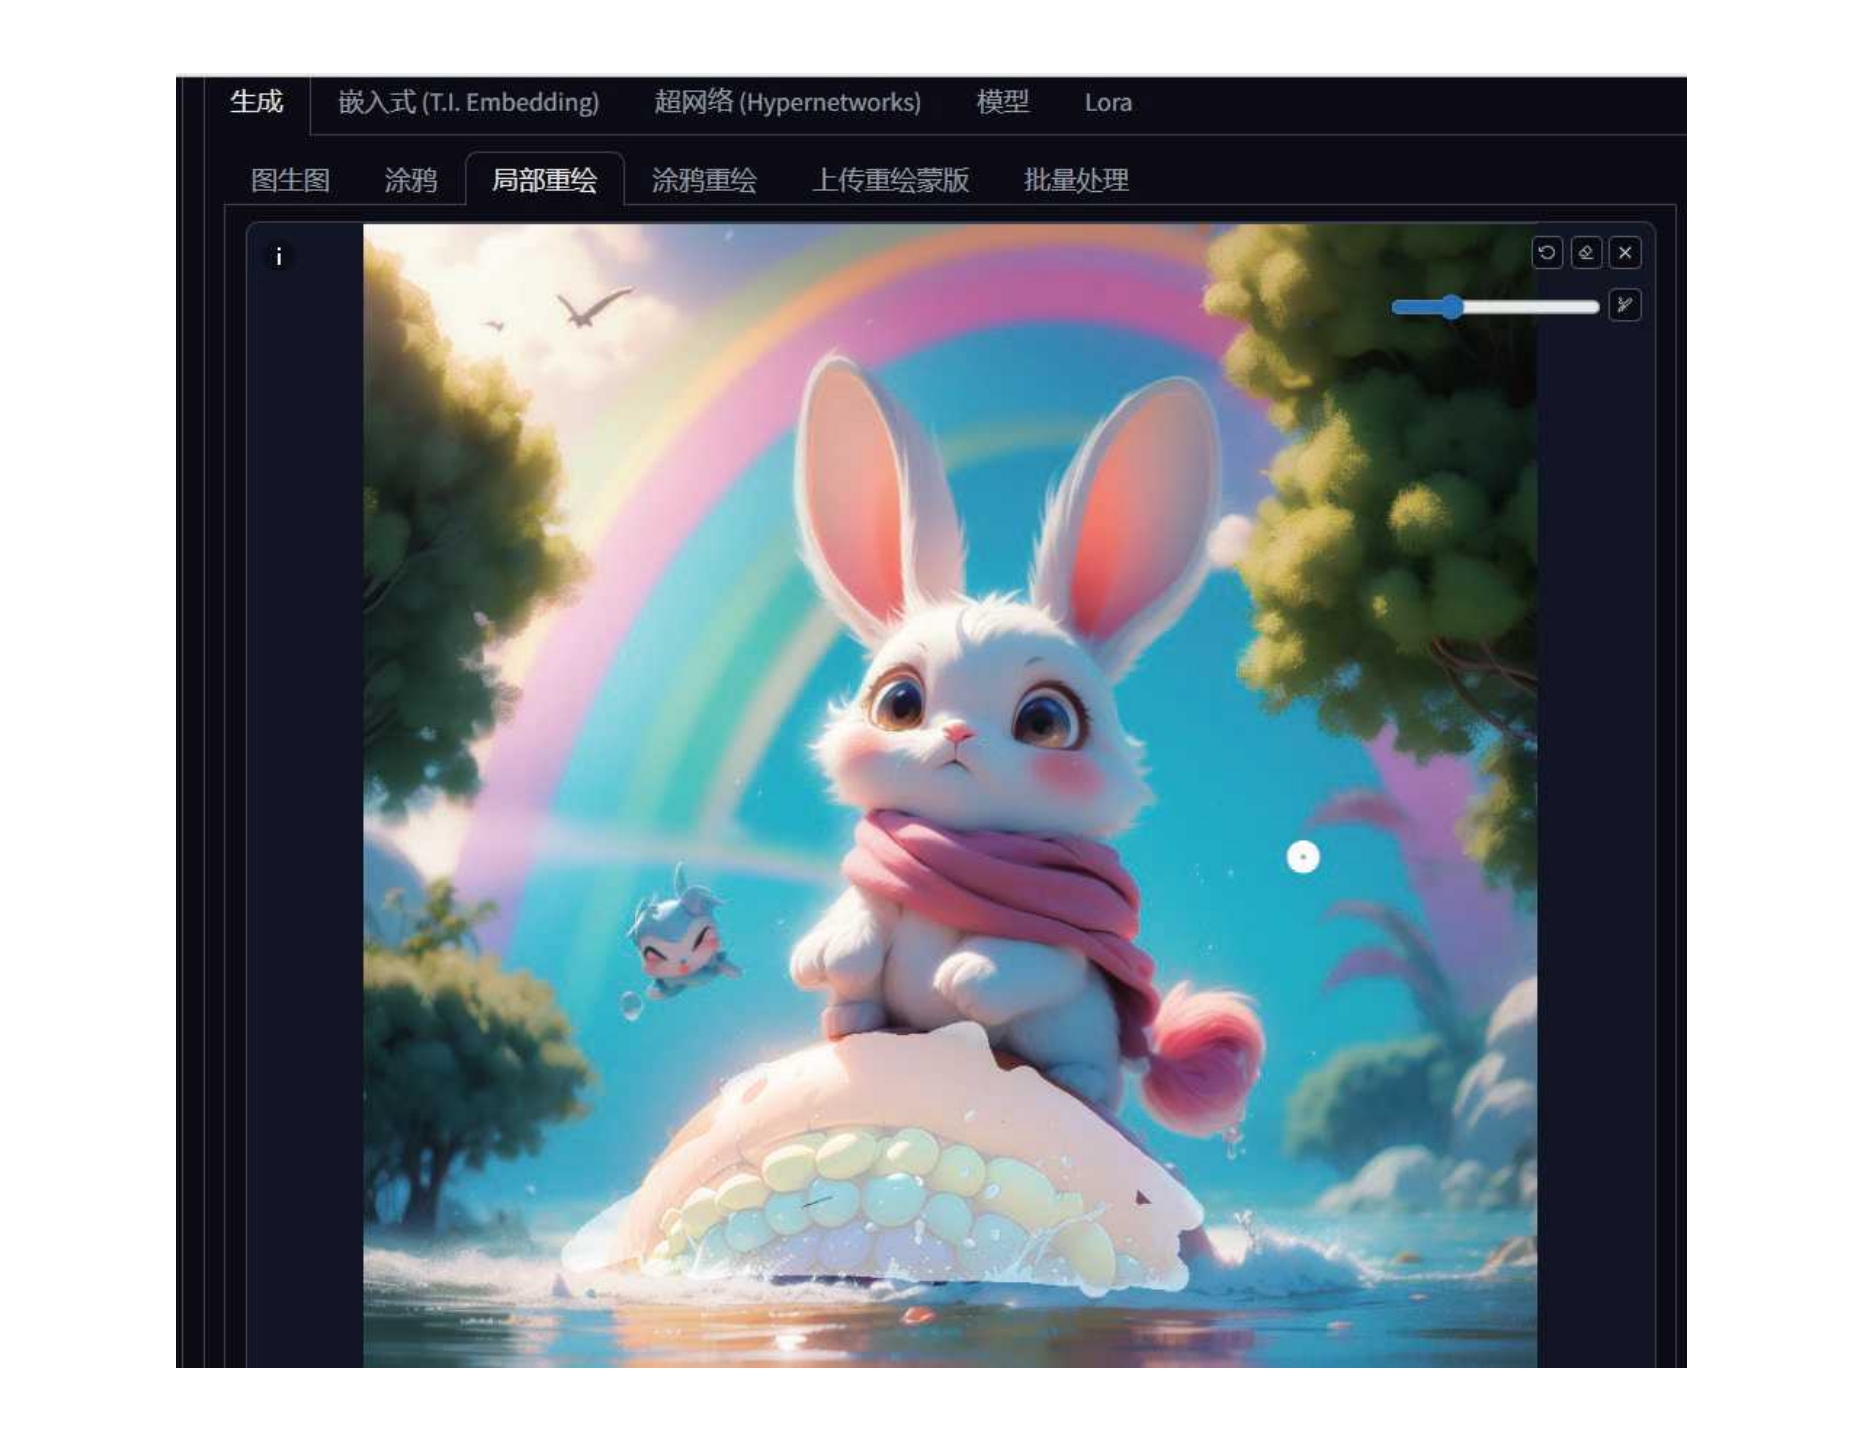 生成 嵌入式 (T.I. Embedding) 超网络 (Hypernetworks) 模型 Lora
图生图 涂鸦 局部重绘 涂鸦重绘 上传重绘蒙版 批量处理
i